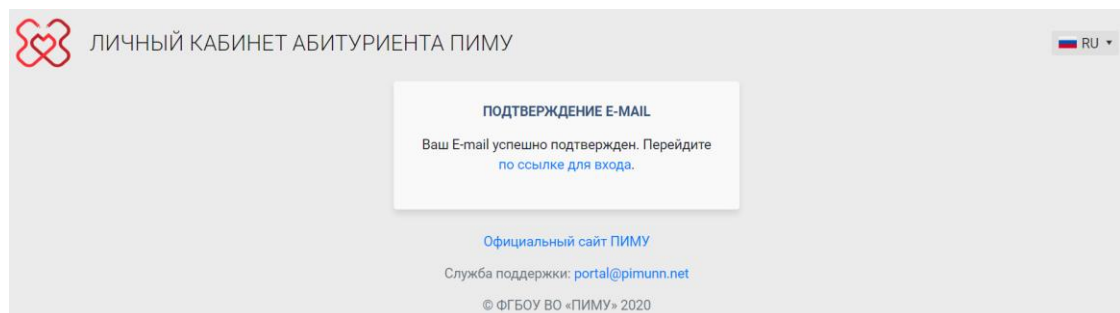 ЛИЧНЫЙ КАБИНЕТ АБИТУРИЕНТА ПИМУ
RU
ПОДТВЕРЖДЕНИЕ E-MAIL
Ваш E-mail успешно подтвержден. Перейдите
по ссылке для входа.
Официальный сайт ПИМУ
Служба поддержки: portal@pimunn.net
© ФГБОУ ВО «ПИМУ» 2020